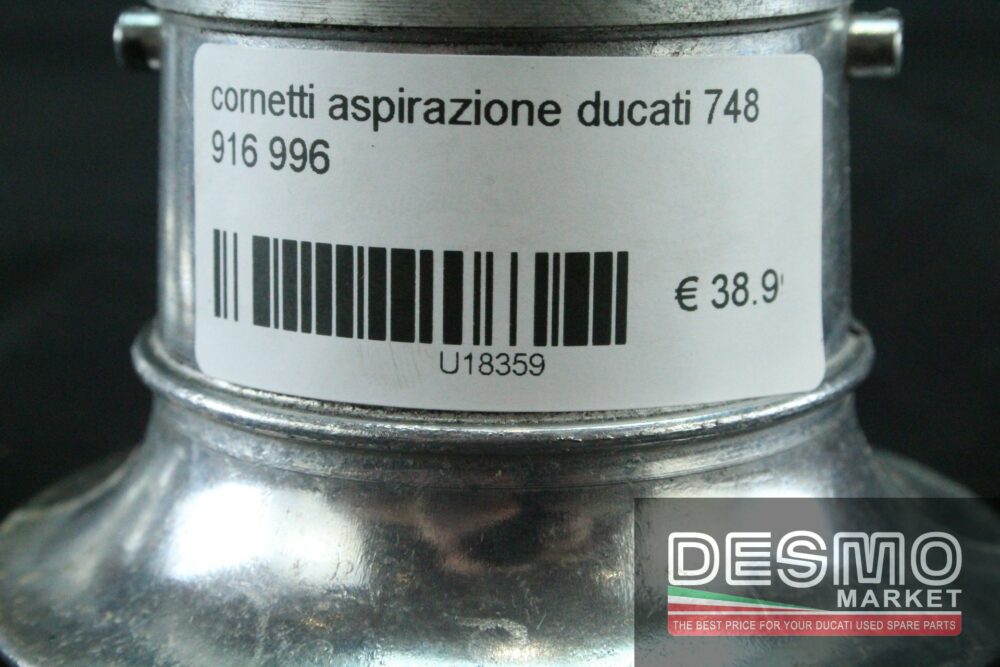 cornetti aspirazione ducati 748
916 996
€ 38.9
U18359
DESMO
MARKET
THE BEST PRICE FOR YOUR DUCATI USED SPARE PARTS